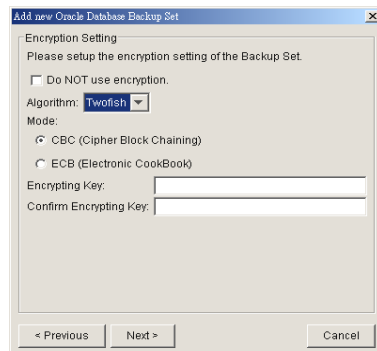 Add new Oracle Database Backup Set
Encryption Setting
Please setup the encryption setting of the Backup Set.
Do NOT use encryption.
Algorithm: Twofish
Mode:
CBC (Cipher Block Chaining)
ECB (Electronic CookBook)
Encrypting Key:
Confirm Encrypting Key:
< Previous Next > Cancel